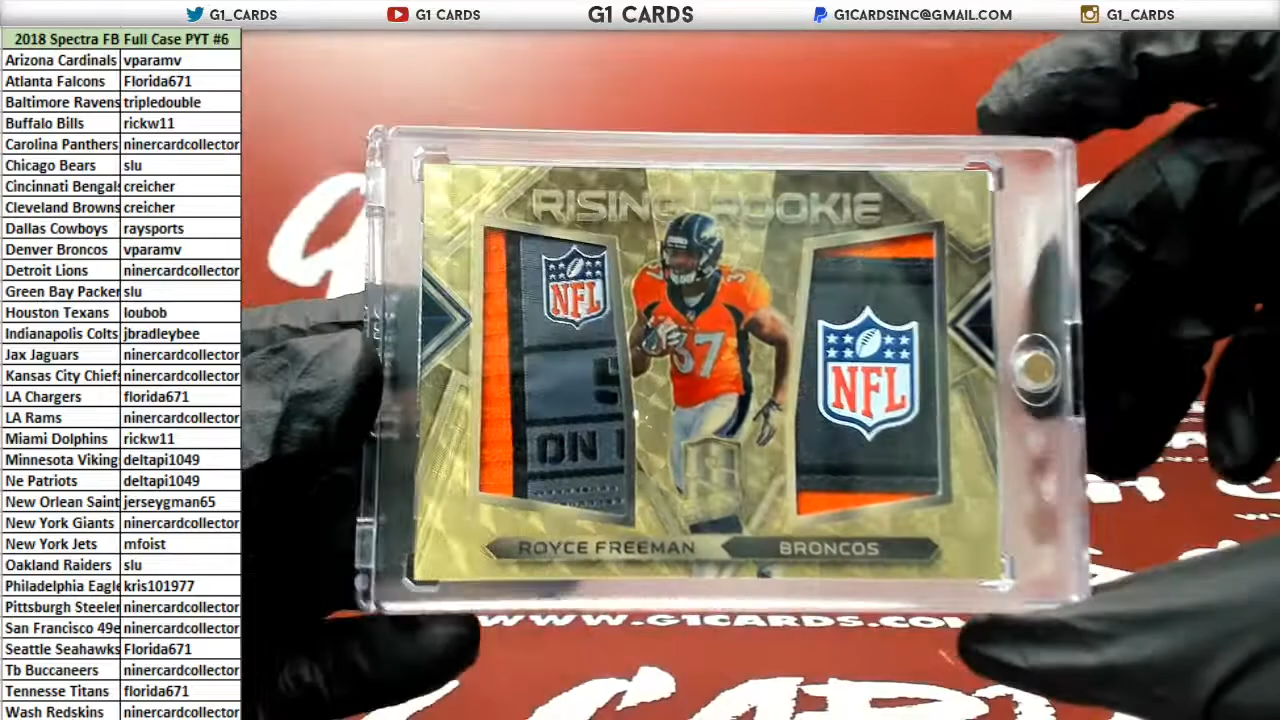 G1_CARDS
G1 CARDS
G1 CARDS
G1CARDSINC@GMAIL.COM
G1_CARDS
2018 Spectra FB Full Case PYT #6
Arizona Cardinals vparamv
Atlanta Falcons Florida671
Baltimore Ravens tripledouble
Buffalo Bills rickw11
Carolina Panthers ninercardcollector
Chicago Bears slu
Cincinnati Bengals creicher
Cleveland Browns creicher
Dallas Cowboys raysports
Denver Broncos vparamv
Detroit Lions ninercardcollector
Green Bay Packer slu
Houston Texans loubob
Indianapolis Colts jbradleybee
Jax Jaguars ninercardcollector
Kansas City Chief ninercardcollector
LA Chargers florida671
LA Rams ninercardcollector
Miami Dolphins rickw11
Minnesota Viking deltapi1049
Ne Patriots deltapi1049
New Orlean Saint jerseygman65
New York Giants ninercardcollector
New York Jets mfoist
Oakland Raiders slu
Philadelphia Eagle kris101977
Pittsburgh Steeler ninercardcollector
San Francisco 49e ninercardcollector
Seattle Seahawks Florida671
Tb Buccaneers ninercardcollector
Tennesse Titans florida671
Wash Redskins ninercardcollector
RISING ROOKIE
NFL
37
ON
NFL
ROYCE FREEMAN
BRONCOS
WWW.G1CARDS.COM